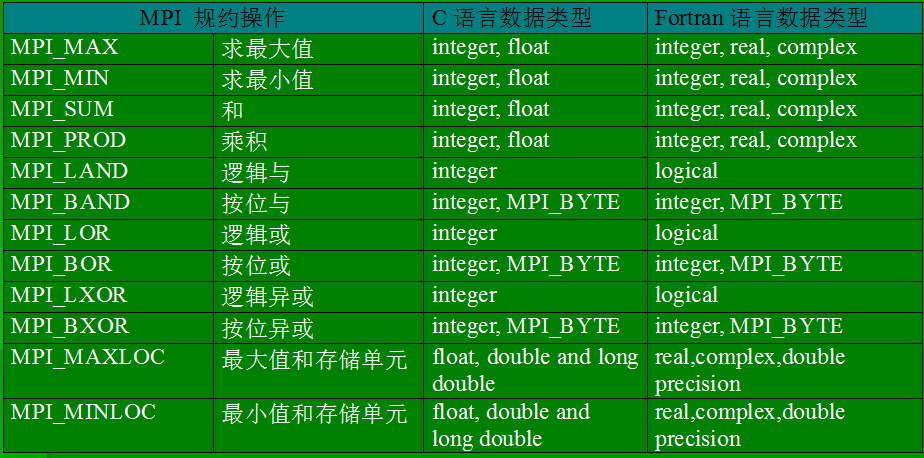 MPI 规约操作 C 语言数据类型 Fortran 语言数据类型
MPI_MAX 求最大值 integer, float integer, real, complex
MPI_MIN 求最小值 integer, float integer, real, complex
MPI_SUM 和 integer, float integer, real, complex
MPI_PROD 乘积 integer, float integer, real, complex
MPI_LAND 逻辑与 integer logical
MPI_BAND 按位与 integer, MPI_BYTE integer, MPI_BYTE
MPI_LOR 逻辑或 integer logical
MPI_BOR 按位或 integer, MPI_BYTE integer, MPI_BYTE
MPI_LXOR 逻辑异或 integer logical
MPI_BXOR 按位异或 integer, MPI_BYTE integer, MPI_BYTE
MPI_MAXLOC 最大值和存储单元 float, double and long real,complex,double
double precision
MPI_MINLOC 最小值和存储单元 float, double and real,complex,double
long double precision